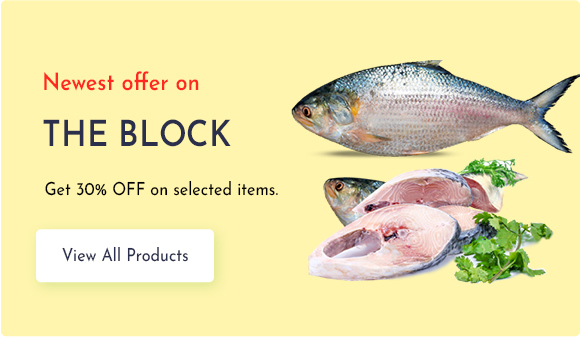 Newest offer on
THE BLOCK
Get 30% OFF on selected items.
View All Products